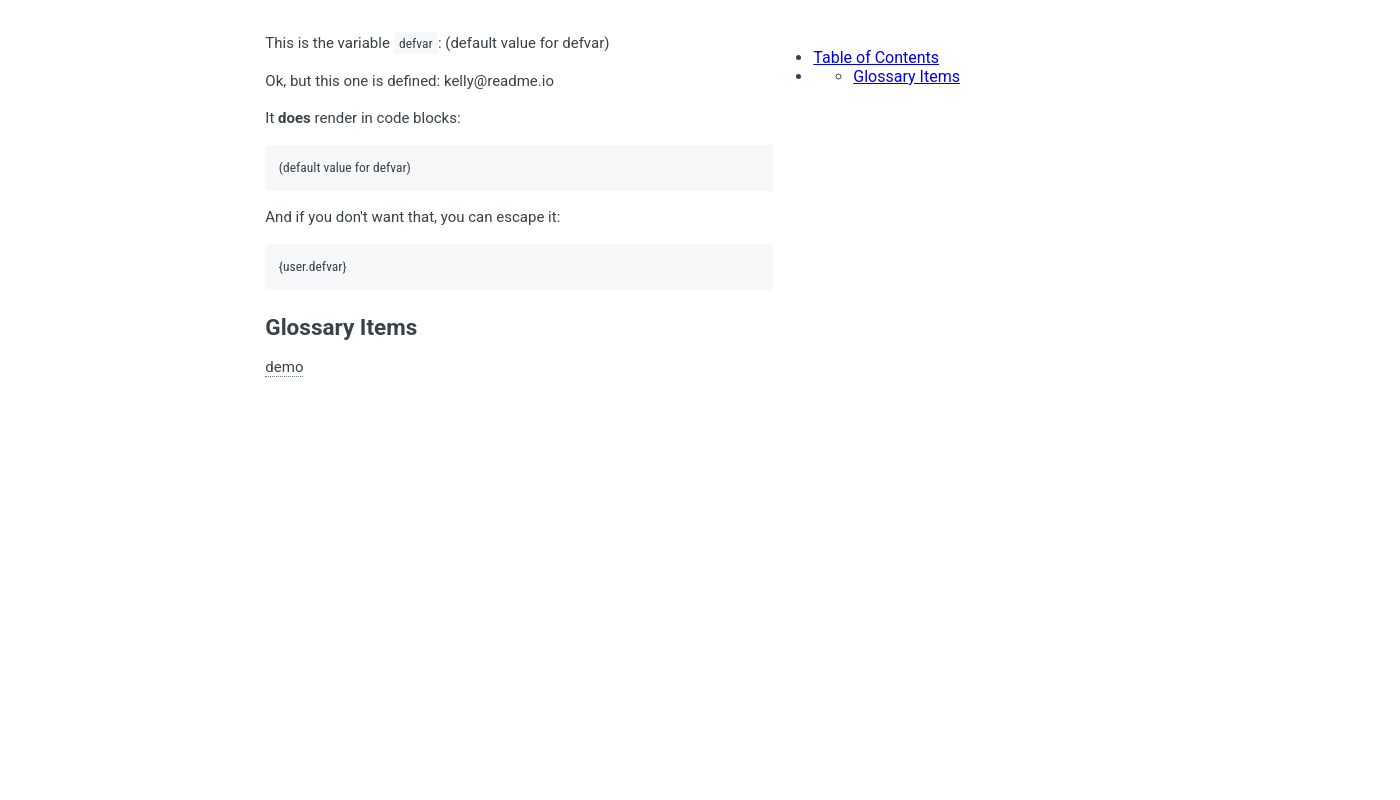 This is the variable defvar: (default value for defvar)
Ok, but this one is defined: kelly@readme.io
It does render in code blocks:
(default value for defvar)
And if you don't want that, you can escape it:
{user.defvar}
Glossary Items
demo
Table of Contents
Glossary Items